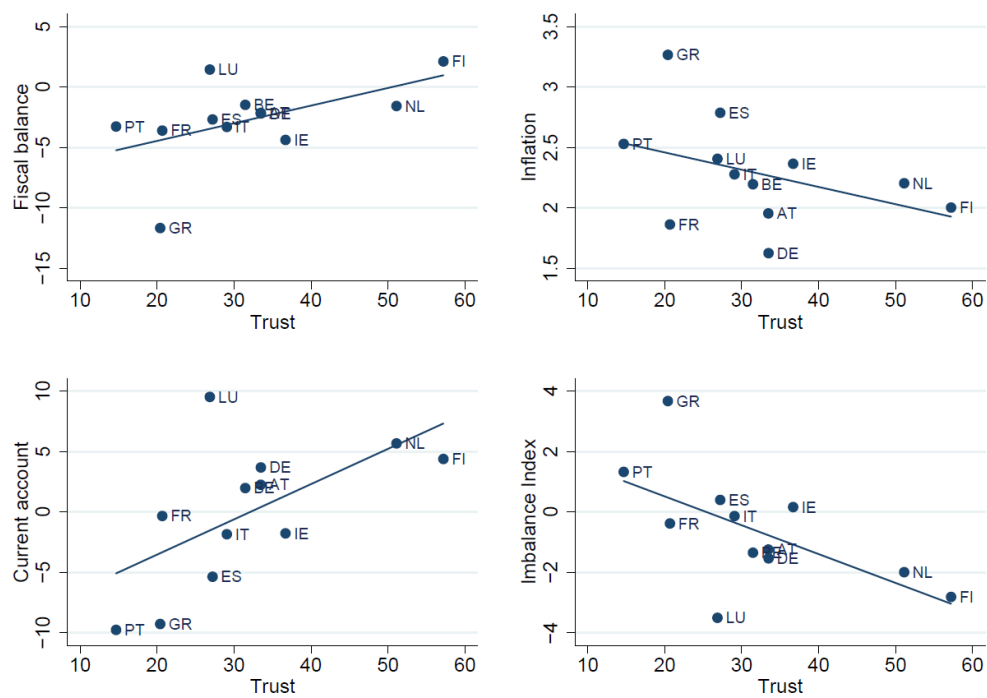 Fiscal balance
5
0
−5
−10
−15
FI
LU
BE
NL
ES
PT
FR
IT
IE
GR
10 20 30 40 50 60
Trust
Inflation
3.5
3
2.5
2
1.5
GR
ES
PT
LU
IE
IT
BE
NL
AT
FI
FR
DE
10 20 30 40 50 60
Trust
Current account
10
5
0
−5
−10
LU
NL
FI
DE
AT
BE
FR
IT
IE
ES
GR
PT
10 20 30 40 50 60
Trust
Imbalance Index
4
2
0
−2
−4
GR
PT
ES
IE
IT
FR
AT
BE
DE
NL
FI
LU
10 20 30 40 50 60
Trust